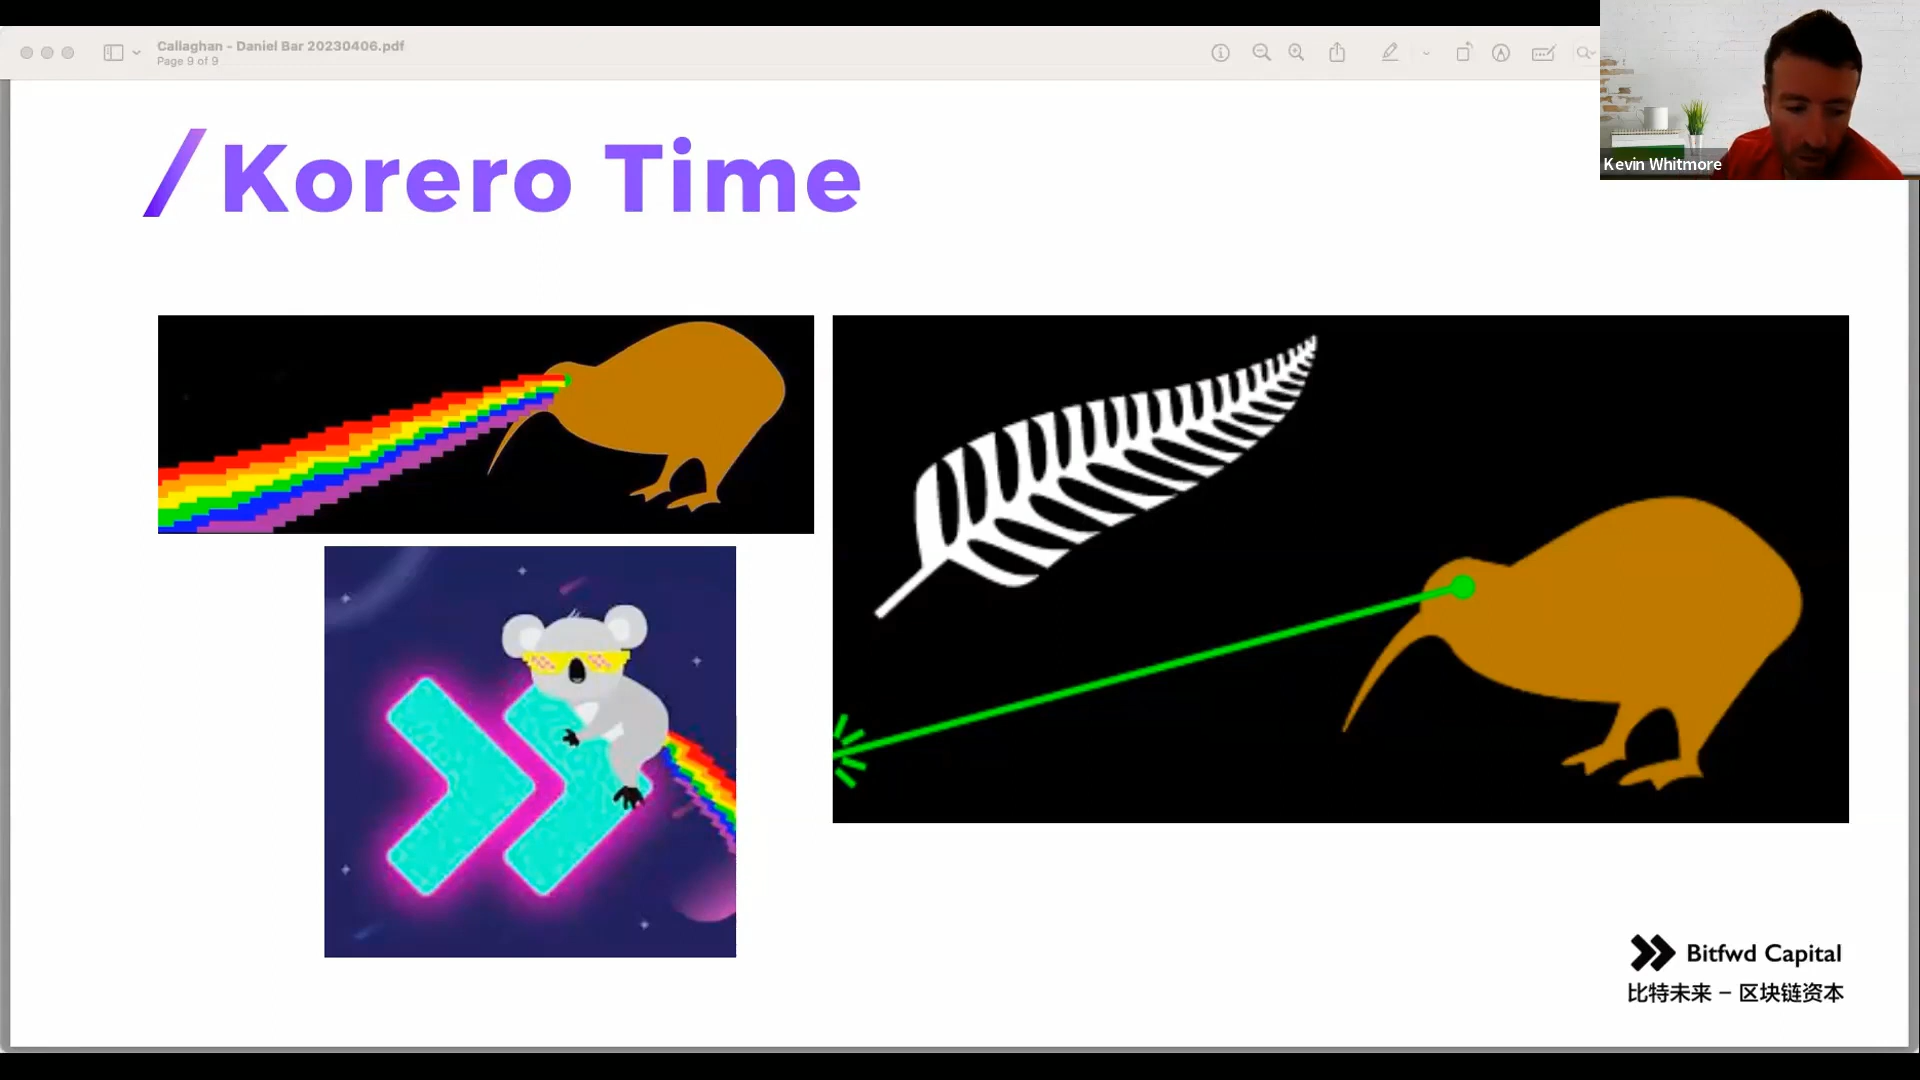 Callaghan - Daniel Bar 20230406.pdf
Page 9 of 9
Kevin Whitmore
/Korero Time
Bitfwd Capital
比特未来 – 区块链资本